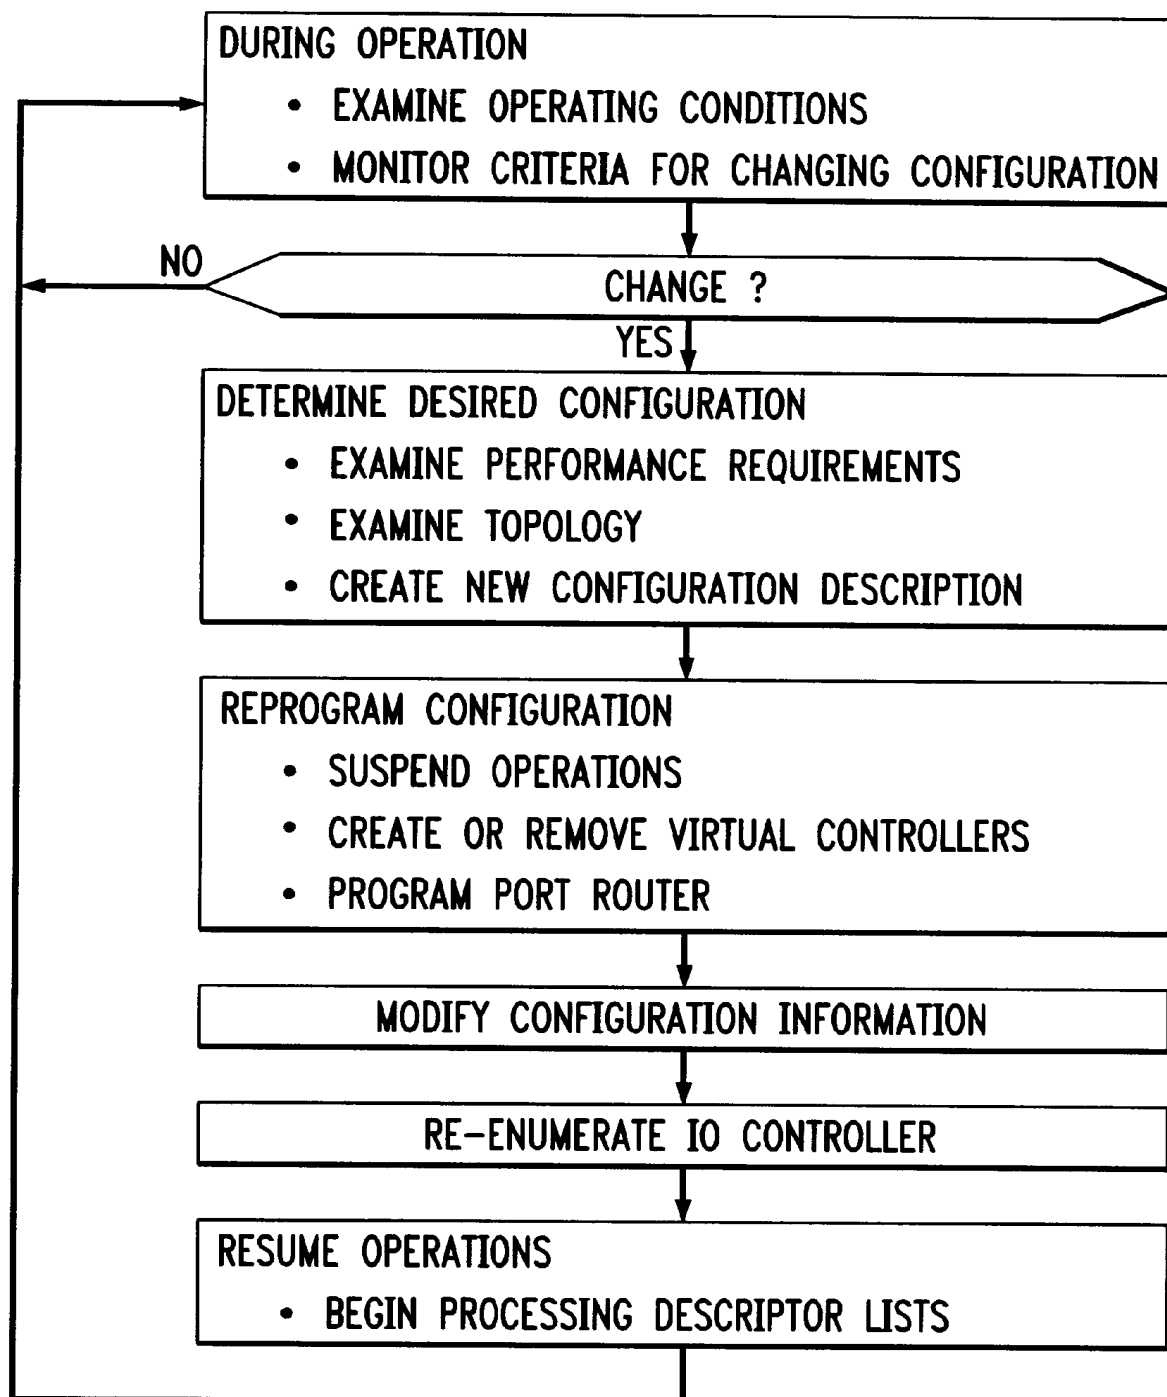 DURING OPERATION
• EXAMINE OPERATING CONDITIONS
• MONITOR CRITERIA FOR CHANGING CONFIGURATION
NO
CHANGE ?
YES
DETERMINE DESIRED CONFIGURATION
• EXAMINE PERFORMANCE REQUIREMENTS
• EXAMINE TOPOLOGY
• CREATE NEW CONFIGURATION DESCRIPTION
REPROGRAM CONFIGURATION
• SUSPEND OPERATIONS
• CREATE OR REMOVE VIRTUAL CONTROLLERS
• PROGRAM PORT ROUTER
MODIFY CONFIGURATION INFORMATION
RE-ENUMERATE IO CONTROLLER
RESUME OPERATIONS
• BEGIN PROCESSING DESCRIPTOR LISTS